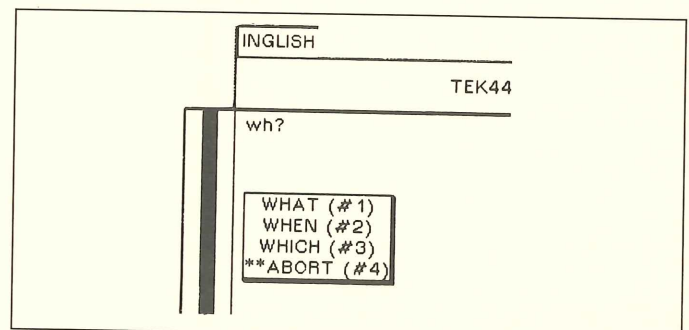 INGLISH
TEK44
wh?
WHAT (#1)
WHEN (#2)
WHICH (#3)
**ABORT (#4)